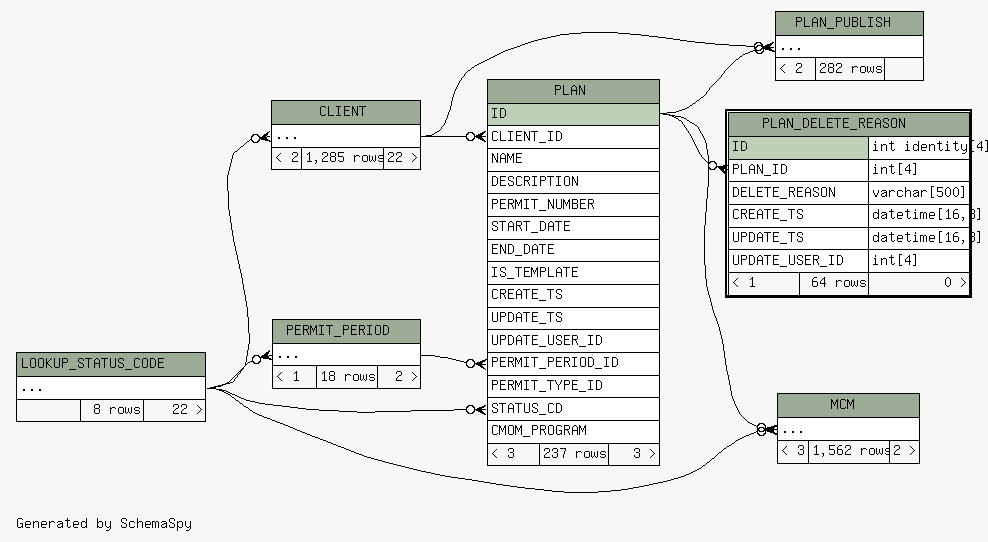 PLAN_PUBLISH
...
< 2 282 rows
CLIENT
...
< 2 1,285 rows 22 >
PLAN
ID
CLIENT_ID
NAME
DESCRIPTION
PERMIT_NUMBER
START_DATE
END_DATE
IS_TEMPLATE
CREATE_TS
UPDATE_TS
UPDATE_USER_ID
PERMIT_PERIOD_ID
PERMIT_TYPE_ID
STATUS_CD
CMOM_PROGRAM
< 3 237 rows 3 >
PLAN_DELETE_REASON
ID int identity[4]
PLAN_ID int[4]
DELETE_REASON varchar[500]
CREATE_TS datetime[16,3]
UPDATE_TS datetime[16,3]
UPDATE_USER_ID int[4]
< 1 64 rows 0 >
PERMIT_PERIOD
...
< 1 18 rows 2 >
LOOKUP_STATUS_CODE
...
8 rows 22 >
MCM
...
< 3 1,562 rows 2 >
Generated by SchemaSpy